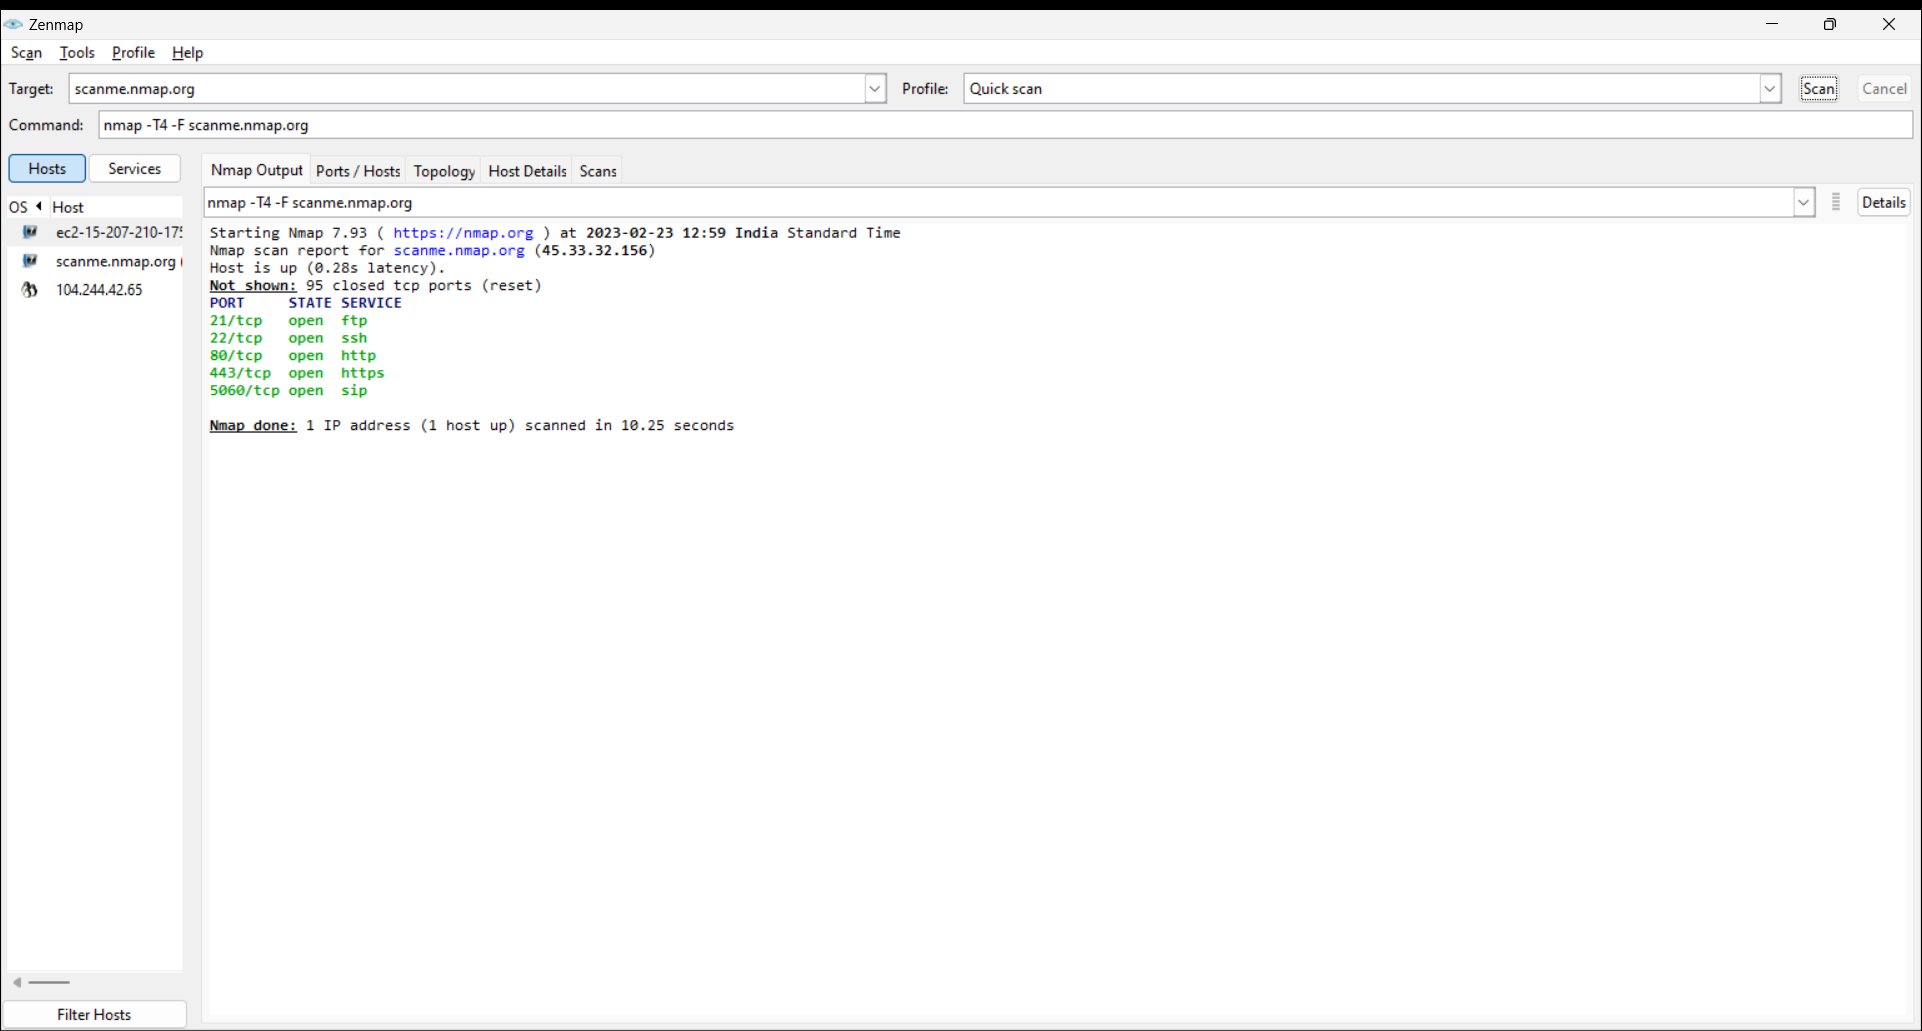 Zenmap
Scan Tools Profile Help
Target: scanme.nmap.org Profile: Quick scan Scan Cancel
Command: nmap -T4 -F scanme.nmap.org
Hosts Services
OS Host
ec2-15-207-210-175
scanme.nmap.org (
104.244.42.65
Filter Hosts
Nmap Output Ports / Hosts Topology Host Details Scans
nmap -T4 -F scanme.nmap.org Details
Starting Nmap 7.93 ( https://nmap.org ) at 2023-02-23 12:59 India Standard Time
Nmap scan report for scanme.nmap.org (45.33.32.156)
Host is up (0.28s latency).
Not shown: 95 closed tcp ports (reset)
PORT     STATE SERVICE
21/tcp   open  ftp
22/tcp   open  ssh
80/tcp   open  http
443/tcp  open  https
5060/tcp open  sip
Nmap done: 1 IP address (1 host up) scanned in 10.25 seconds